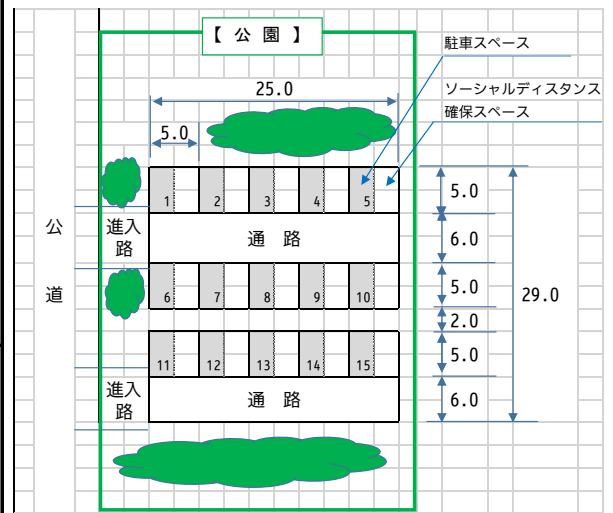 【 公 園 】
駐車スペース
25.0
ソーシャルディスタンス
確保スペース
5.0
1
2
3
4
5
5.0
公
道
進入
路
通 路
6.0
6
7
8
9
10
5.0
29.0
2.0
11
12
13
14
15
5.0
進入
路
通 路
6.0